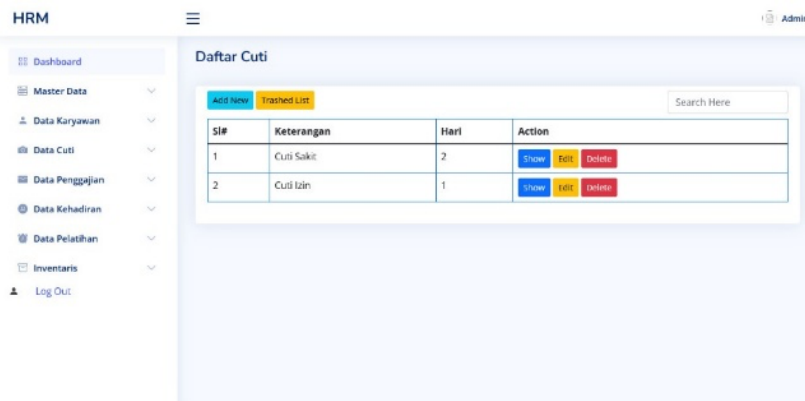 HRM
Admin
Dashboard
Master Data
Data Karyawan
Data Cuti
Data Penggajian
Data Kehadiran
Data Pelatihan
Inventaris
Log Out
Daftar Cuti
Add New Trashed List
Search Here
Sl# Keterangan Hari Action
1 Cuti Sakit 2 Show Edit Delete
2 Cuti Izin 1 Show Edit Delete